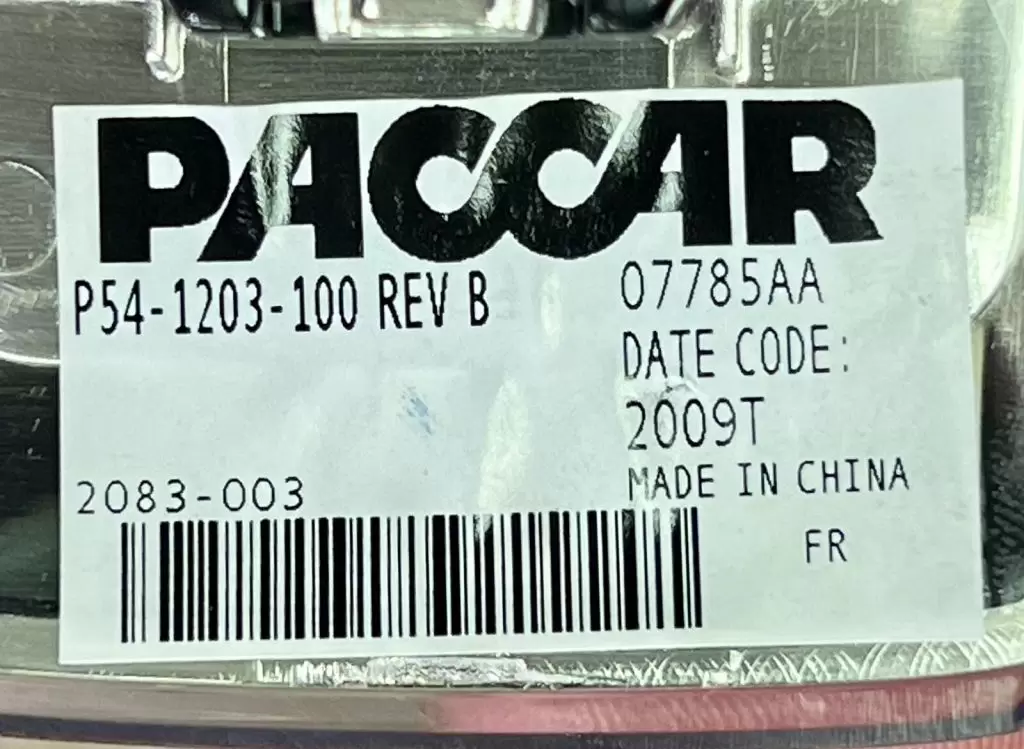 PACCAR
P54-1203-100 REV B
07785AA
DATE CODE:
2009T
2083-003
MADE IN CHINA
FR